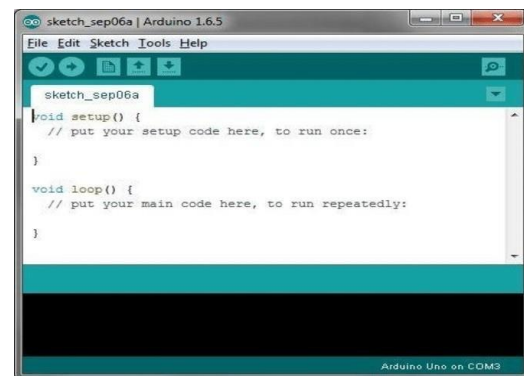 sketch_sep06a | Arduino 1.6.5
File Edit Sketch Tools Help
sketch_sep06a
void setup() {
// put your setup code here, to run once:
}
void loop() {
// put your main code here, to run repeatedly:
}
Arduino Uno on COM3